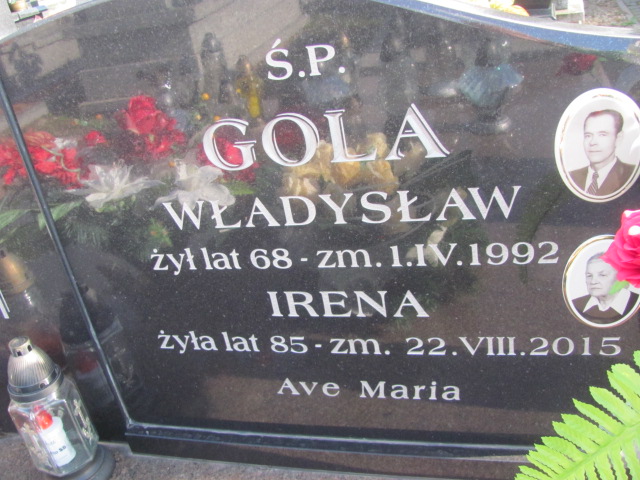 Ś.P.
GOLA
WŁADYSŁAW
żył lat 68 - zm. 1.IV.1992
IRENA
żyła lat 85 - zm. 22.VIII.2015
Ave Maria